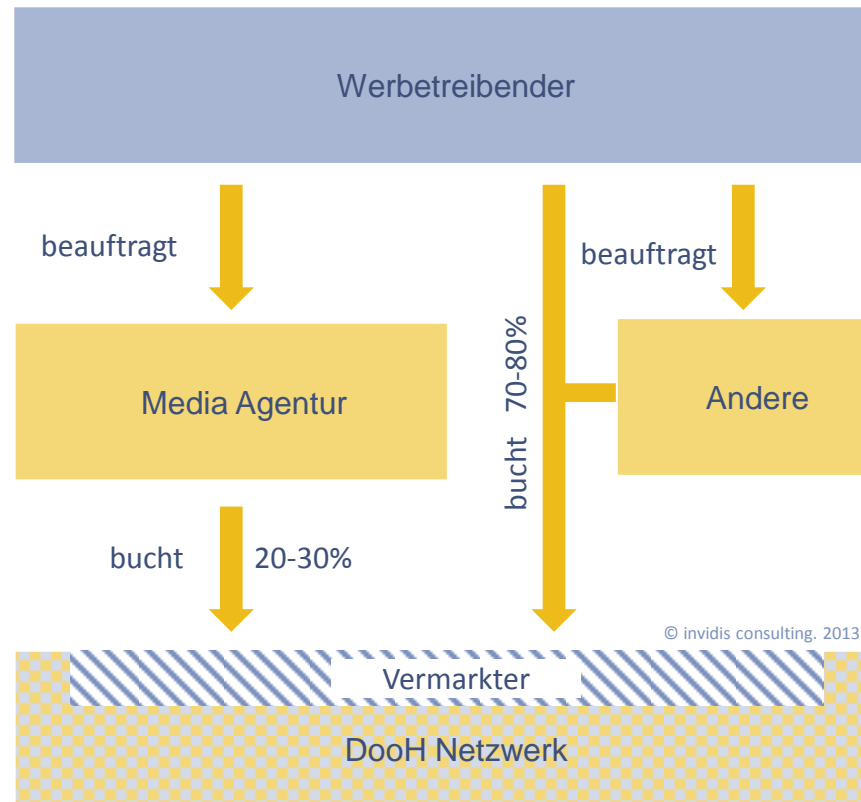 Werbetreibender
beauftragt
beauftragt
Media Agentur
bucht 70-80%
Andere
bucht 20-30%
© invidis consulting. 2013
Vermarkter
DooH Netzwerk